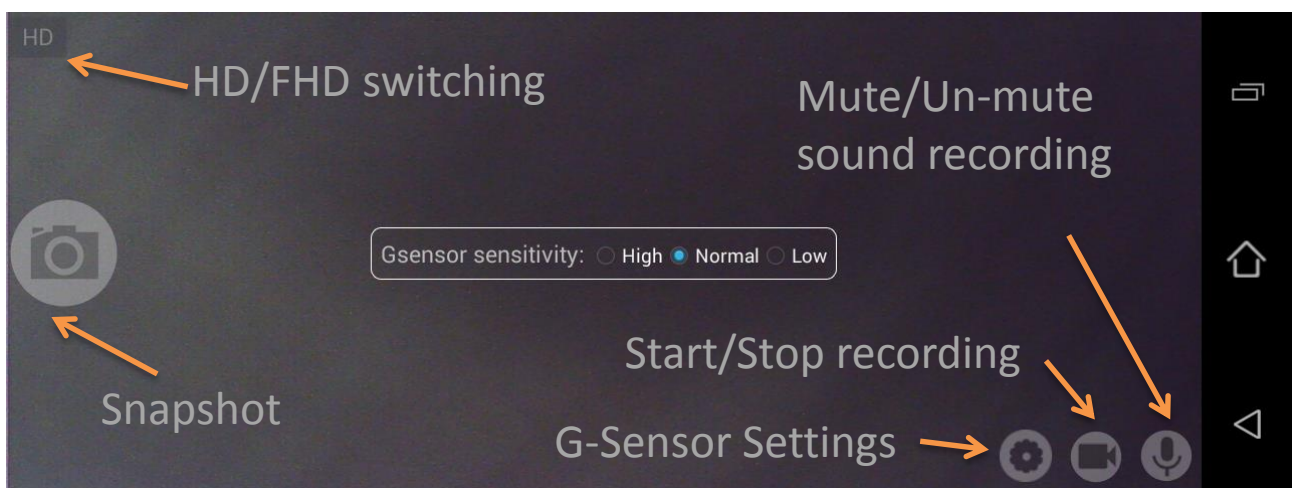 HD
HD/FHD switching
Mute/Un-mute
sound recording
Gsensor sensitivity: High Normal Low
Start/Stop recording
Snapshot
G-Sensor Settings